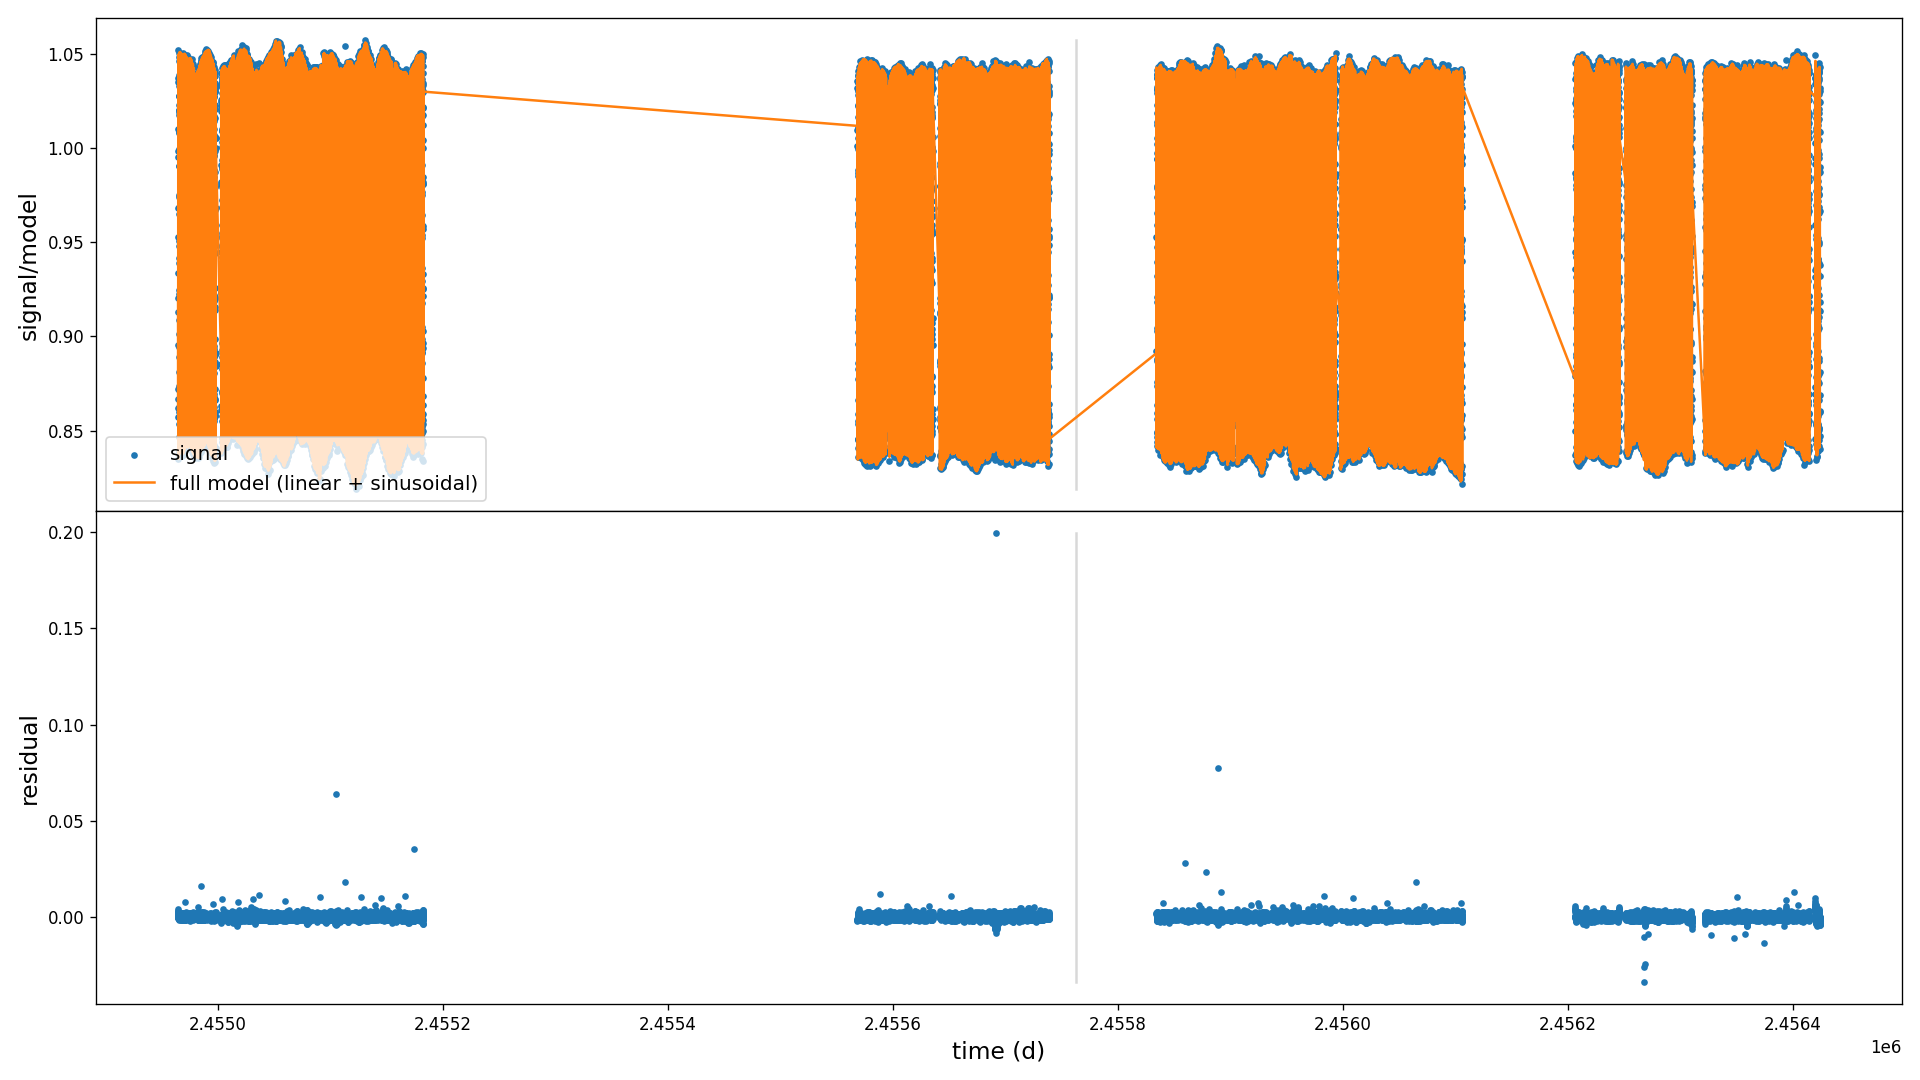 1.05
1.00
0.95
0.90
0.85
signal/model
signal
full model (linear + sinusoidal)
0.20
0.15
0.10
0.05
0.00
residual
2.4550 2.4552 2.4554 2.4556 2.4558 2.4560 2.4562 2.4564
1e6
time (d)